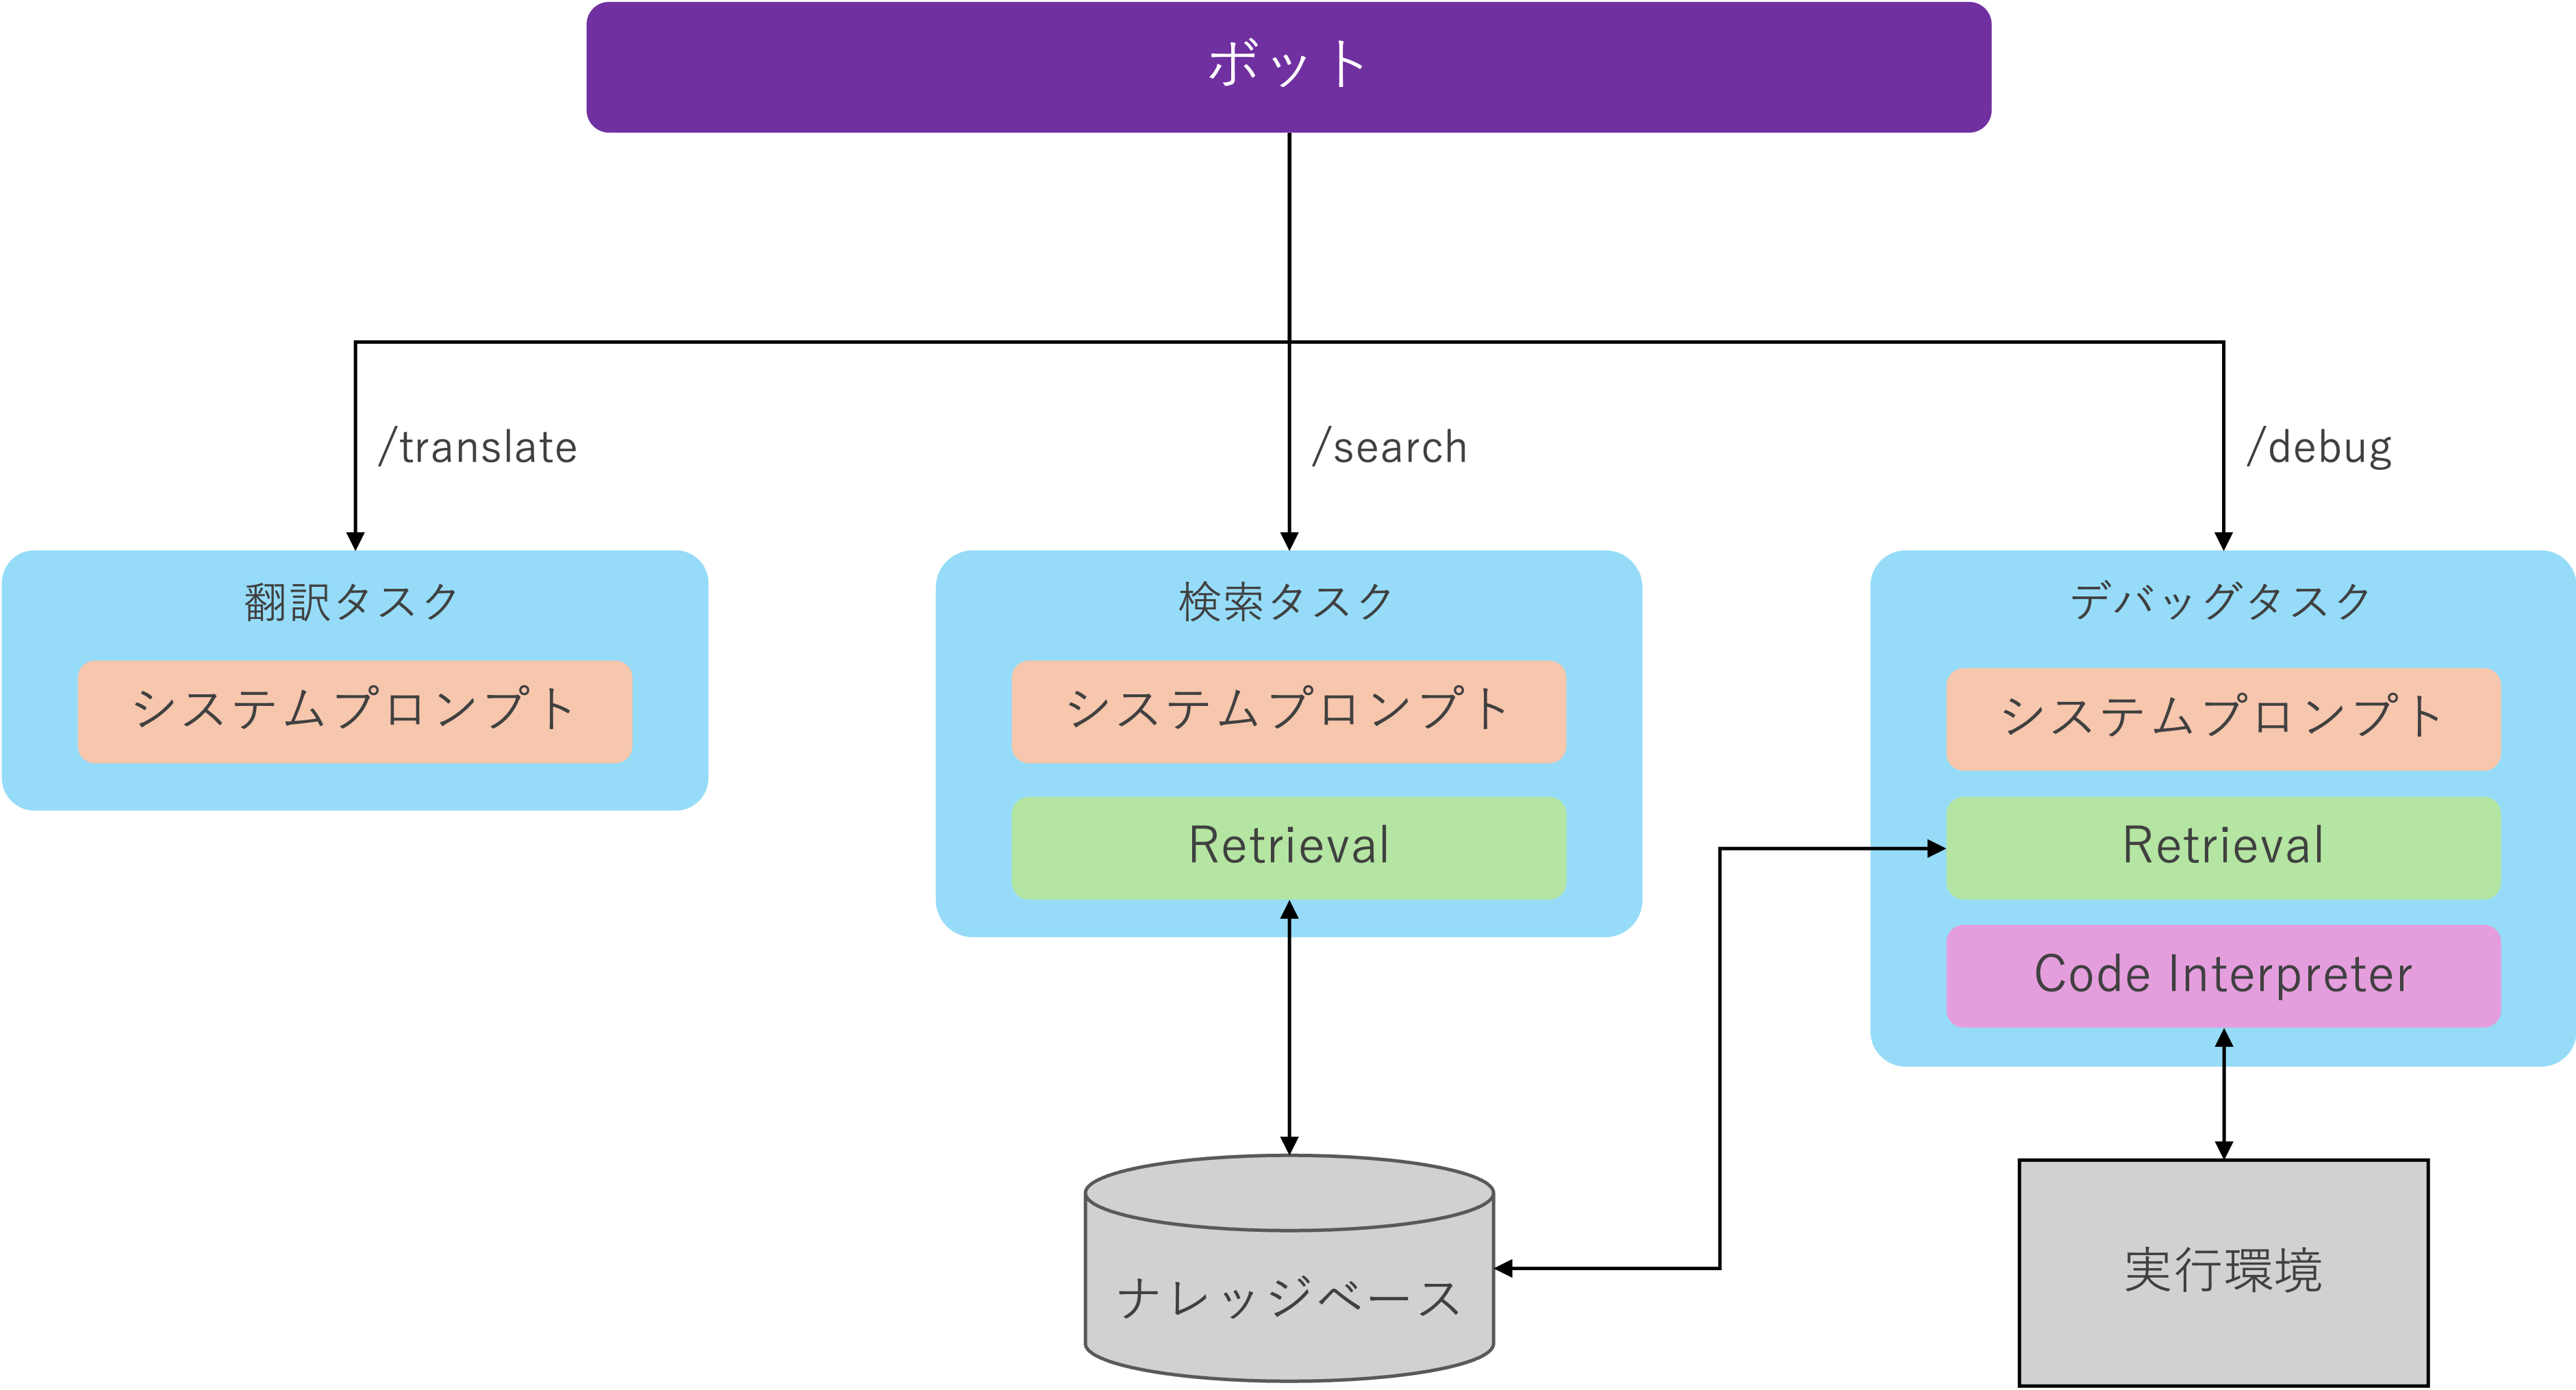 ボット
/translate
/search
/debug
翻訳タスク
システムプロンプト
検索タスク
システムプロンプト
Retrieval
デバッグタスク
システムプロンプト
Retrieval
Code Interpreter
ナレッジベース
実行環境